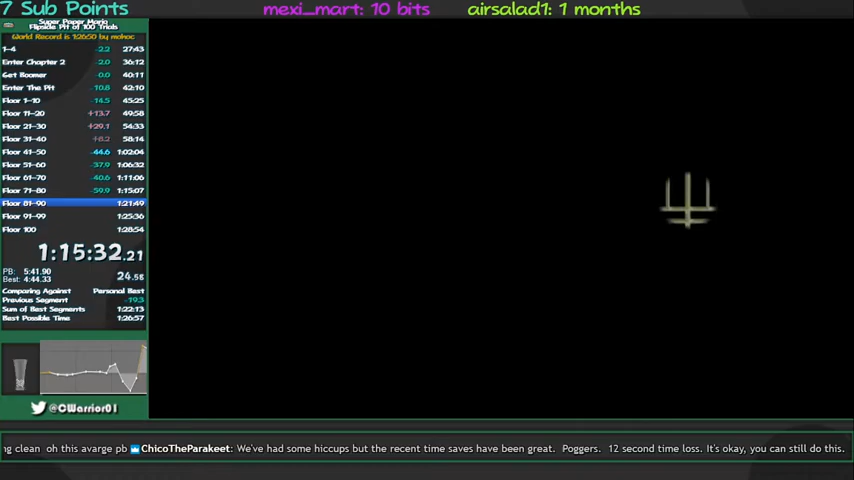 7 Sub Points
mexi_mart: 10 bits
airsalad1: 1 months
Super Paper Mario
Flipside Pit of 100 Trials
World Record is 1:26:50 by mohoc
1-4 -2.2 27:43
Enter Chapter 2 -2.0 36:12
Get Boomer -0.0 40:11
Enter The Pit -10.8 42:10
Floor 1-10 -14.5 45:25
Floor 11-20 +13.7 49:58
Floor 21-30 +29.1 54:33
Floor 31-40 +8.2 58:14
Floor 41-50 -44.6 1:02:04
Floor 51-60 -37.9 1:06:32
Floor 61-70 -40.6 1:11:06
Floor 71-80 -59.9 1:15:07
Floor 81-90 1:21:49
Floor 91-99 1:25:36
Floor 100 1:28:54
1:15:32.21
PB: 5:41.90
Best: 4:44.33
24.58
Comparing Against Personal Best
Previous Segment -19.3
Sum of Best Segments 1:22:13
Best Possible Time 1:26:57
@CWarrior01
ng clean oh this avarge pb ChicoTheParakeet: We've had some hiccups but the recent time saves have been great. Poggers. 12 second time loss. It's okay, you can still do this.